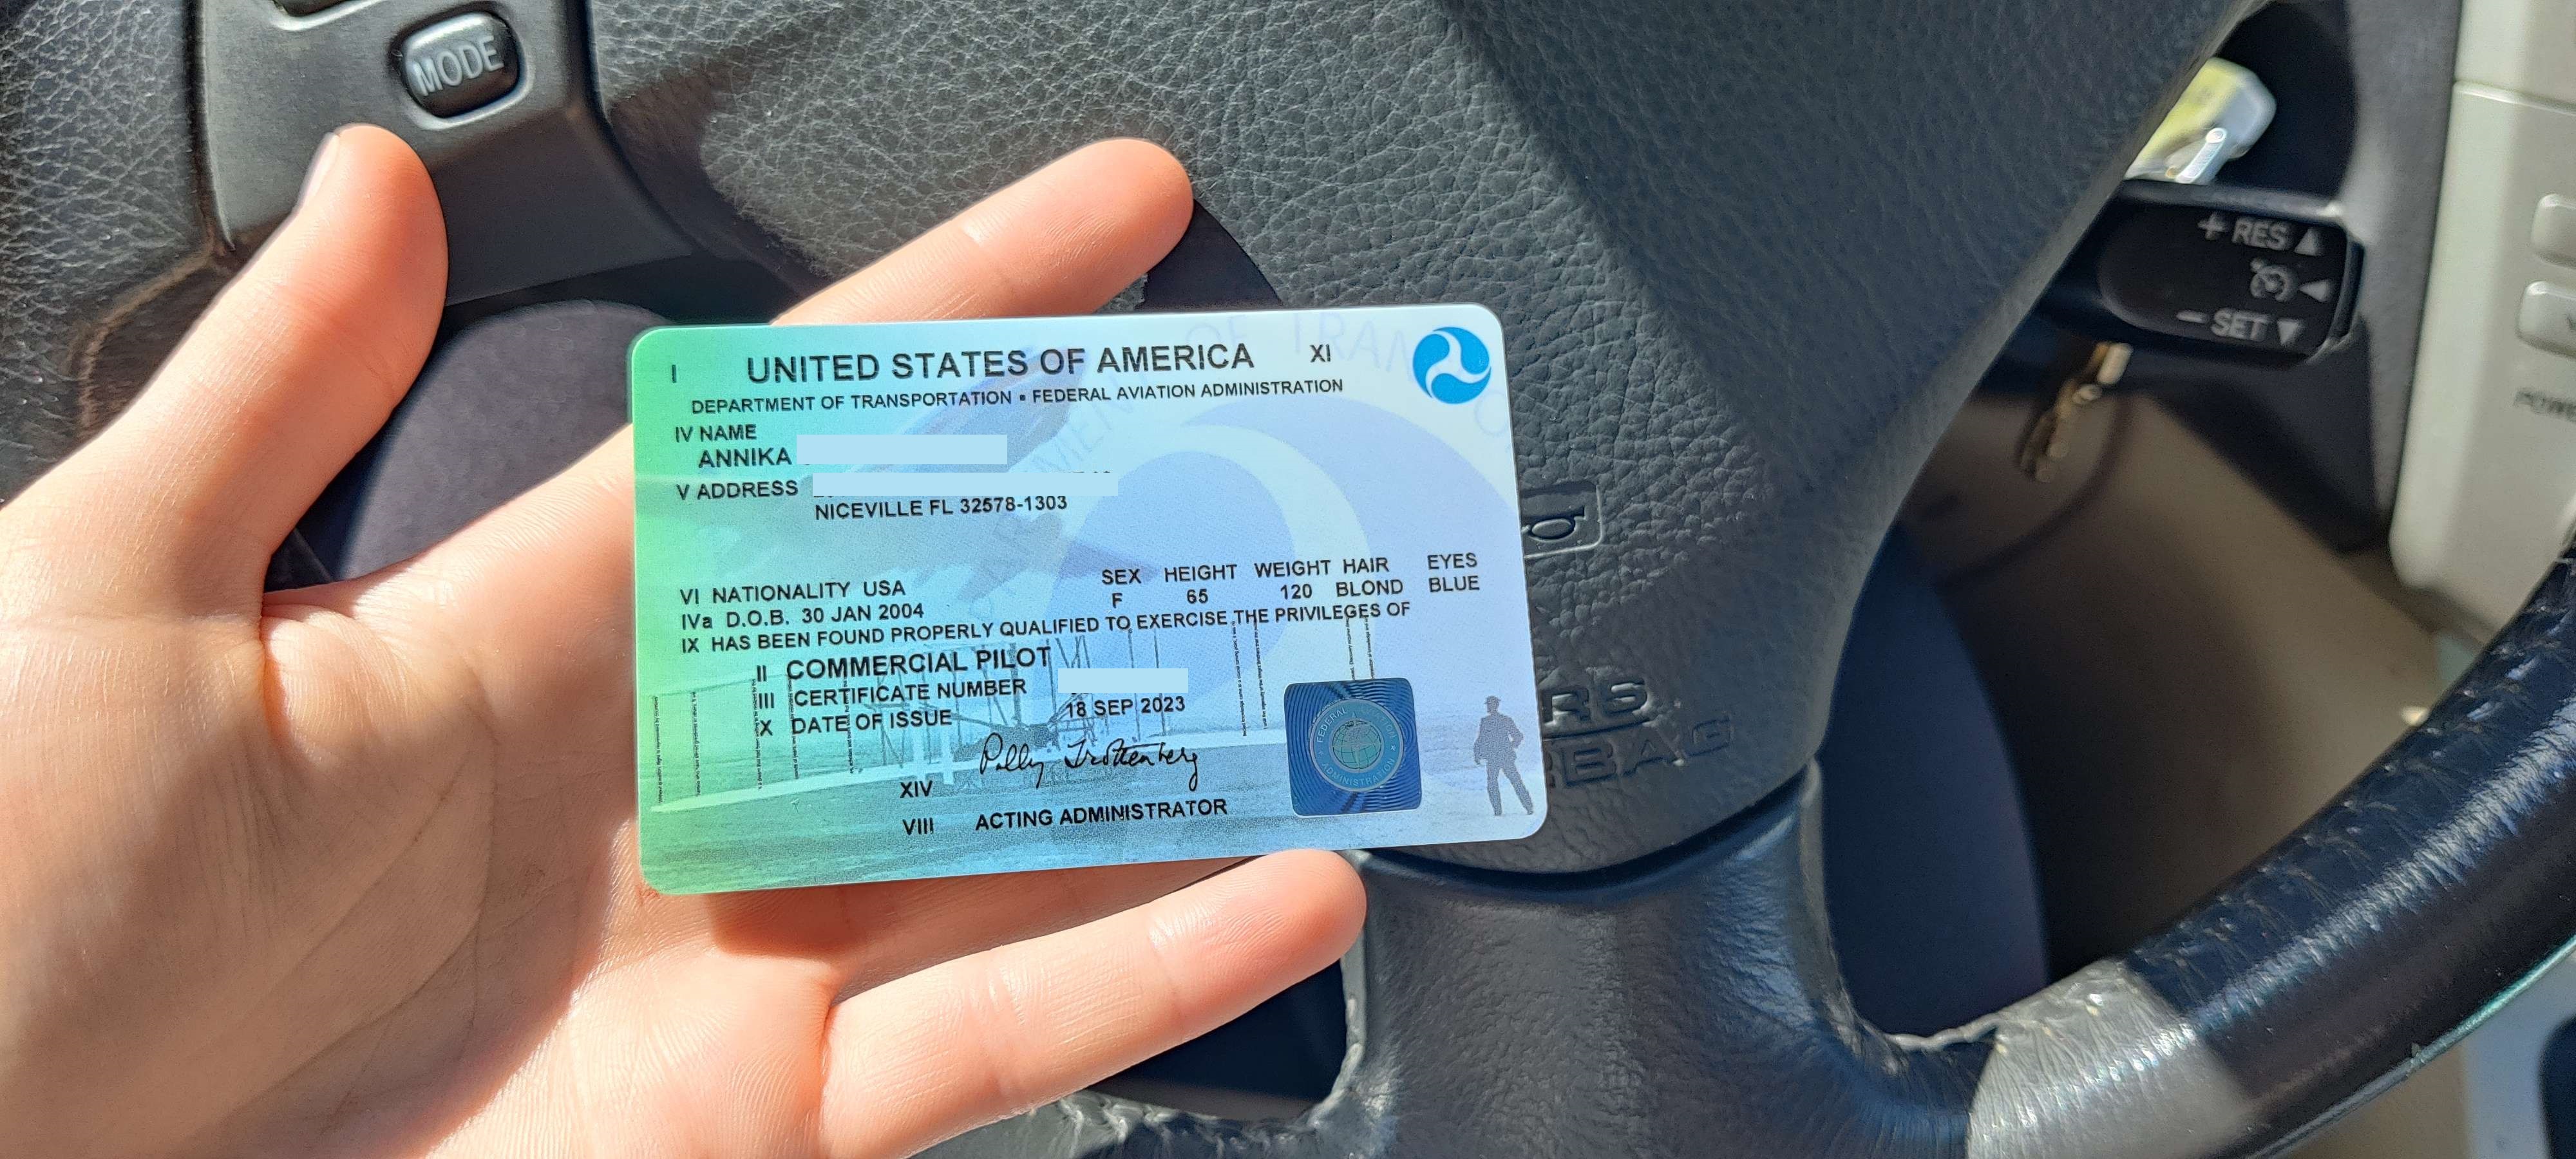 MODE
+ RES ▲
◀
− SET ▼
I UNITED STATES OF AMERICA XI
DEPARTMENT OF TRANSPORTATION • FEDERAL AVIATION ADMINISTRATION
IV NAME
ANNIKA
V ADDRESS
NICEVILLE FL 32578-1303
SEX HEIGHT WEIGHT HAIR EYES
VI NATIONALITY USA F 65 120 BLOND BLUE
IVa D.O.B. 30 JAN 2004
IX HAS BEEN FOUND PROPERLY QUALIFIED TO EXERCISE THE PRIVILEGES OF
II COMMERCIAL PILOT
III CERTIFICATE NUMBER
X DATE OF ISSUE 18 SEP 2023
Polly Trottenberg
XIV
VIII ACTING ADMINISTRATOR
FEDERAL AVIATION
ADMINISTRATION
RS
BAG